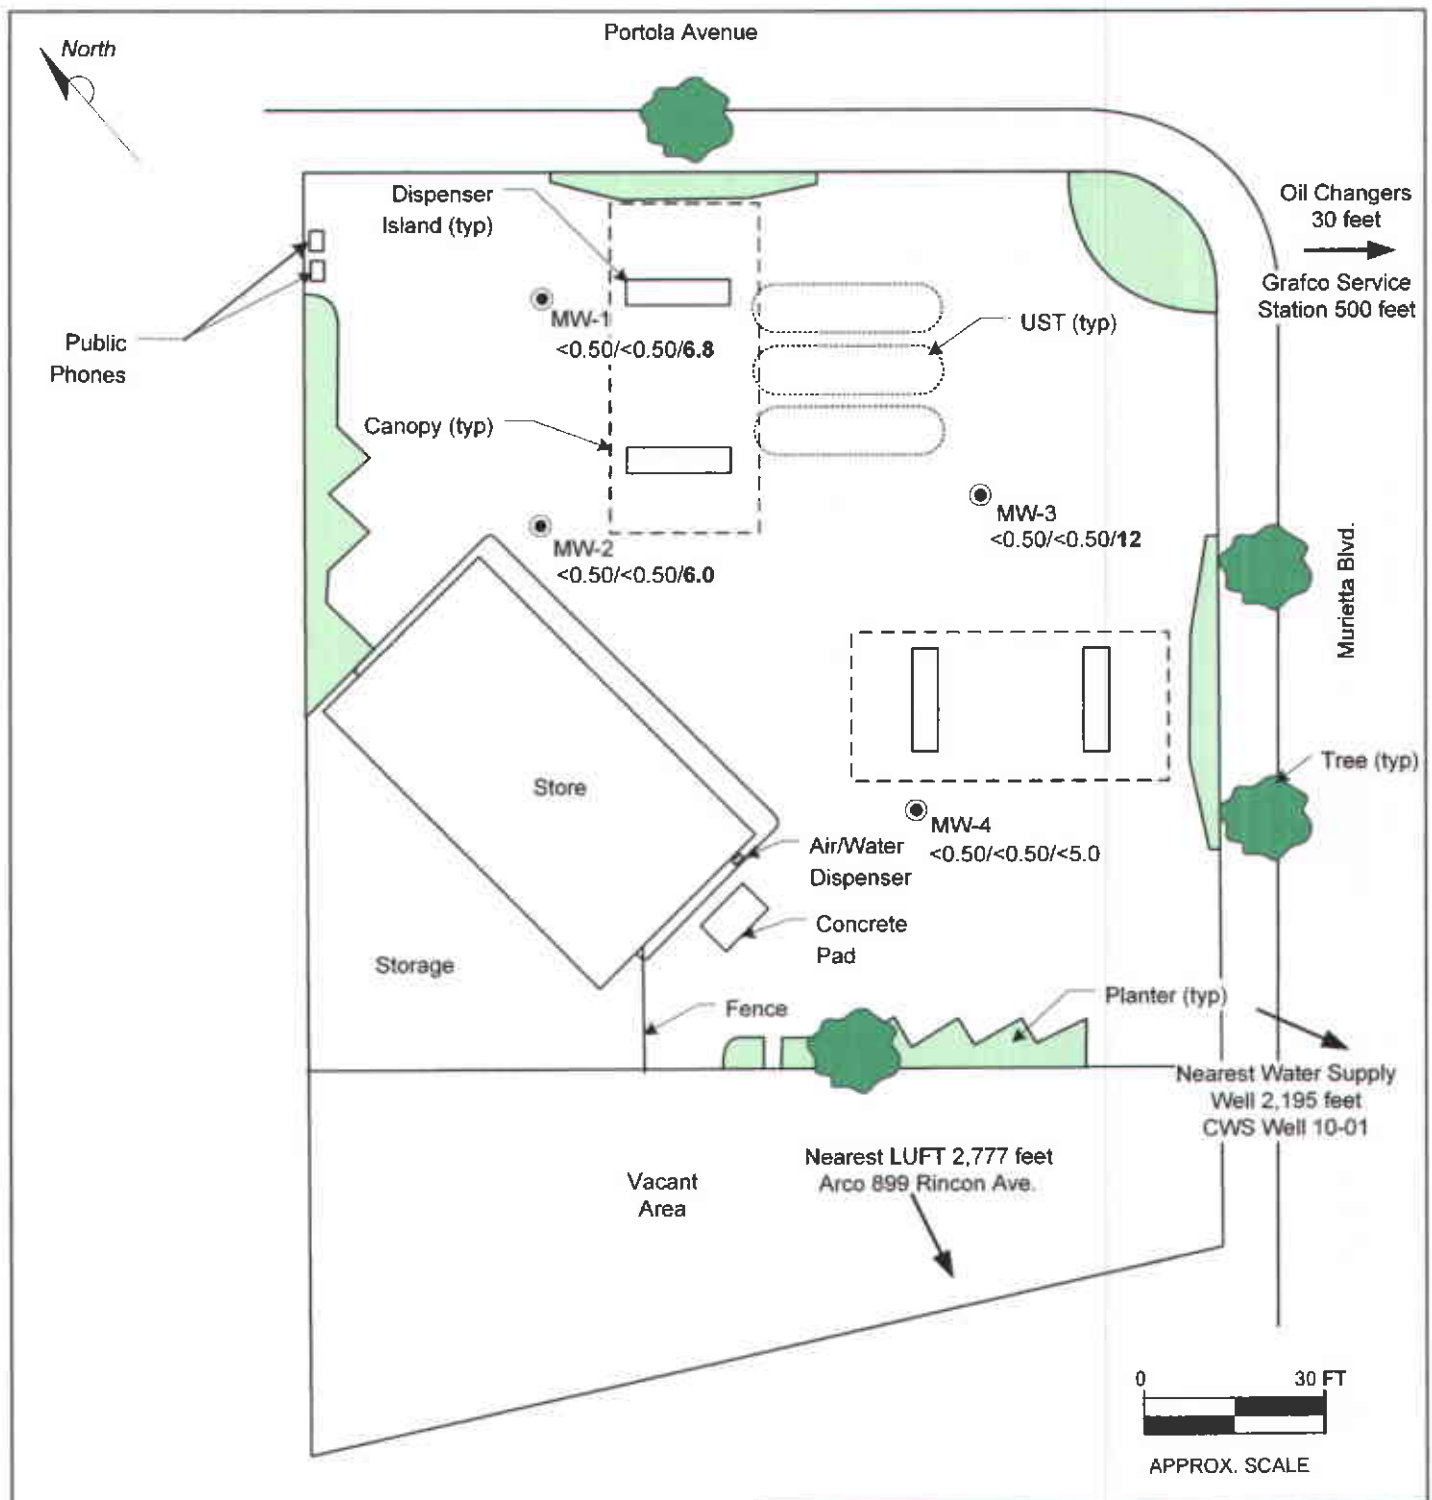 Portola Avenue
North
Dispenser
Island (typ)
Oil Changers
30 feet
Grafco Service
Station 500 feet
MW-1
<0.50/<0.50/6.8
UST (typ)
Public
Phones
Canopy (typ)
MW-3
<0.50/<0.50/12
MW-2
<0.50/<0.50/6.0
Murietta Blvd.
Tree (typ)
Store
MW-4
<0.50/<0.50/<5.0
Air/Water
Dispenser
Concrete
Pad
Storage
Planter (typ)
Fence
Nearest Water Supply
Well 2,195 feet
CWS Well 10-01
Nearest LUFT 2,777 feet
Arco 899 Rincon Ave.
Vacant
Area
0 30 FT
APPROX. SCALE